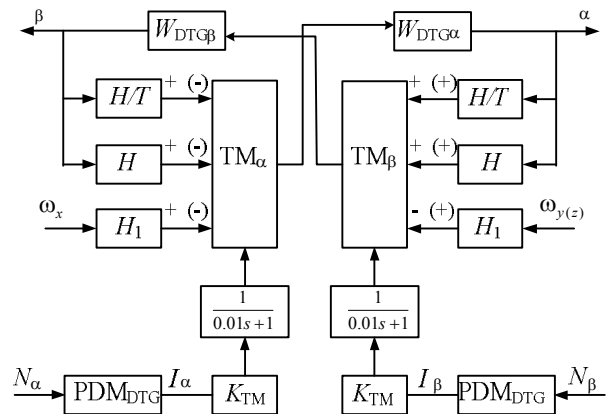 β W_DTGβ W_DTGα α
H/T + (-) + (+) H/T
H + (-) TM_α TM_β + (+) H
ω_x H_1 + (-) - (+) H_1 ω_y(z)
1/(0.01s+1) 1/(0.01s+1)
N_α PDM_DTG I_α K_TM K_TM I_β PDM_DTG N_β